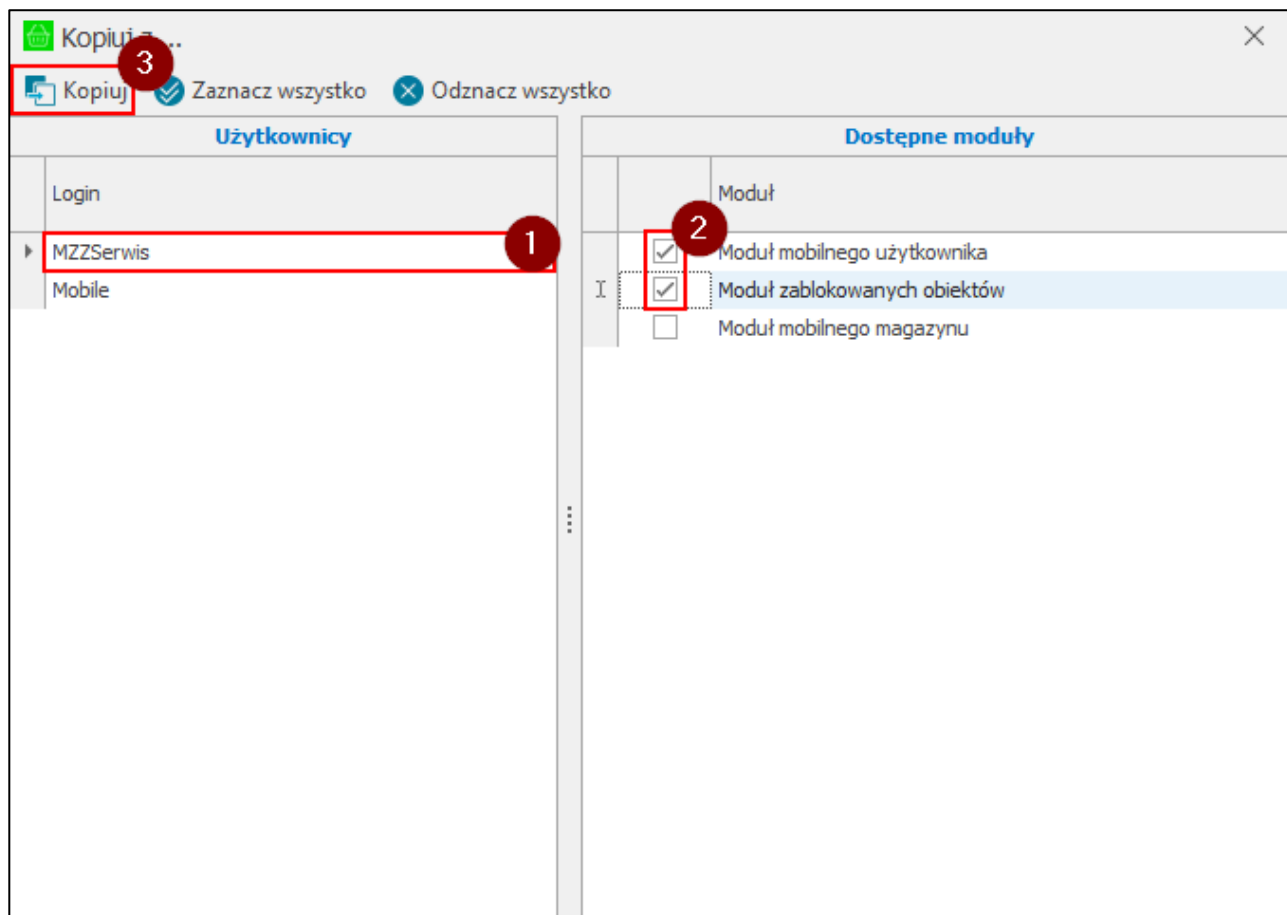 Kopiuj z ...
3
Kopiuj Zaznacz wszystko Odznacz wszystko
Użytkownicy
Login
MZZSerwis
1
Mobile
Dostępne moduły
Moduł
2
Moduł mobilnego użytkownika
Moduł zablokowanych obiektów
Moduł mobilnego magazynu